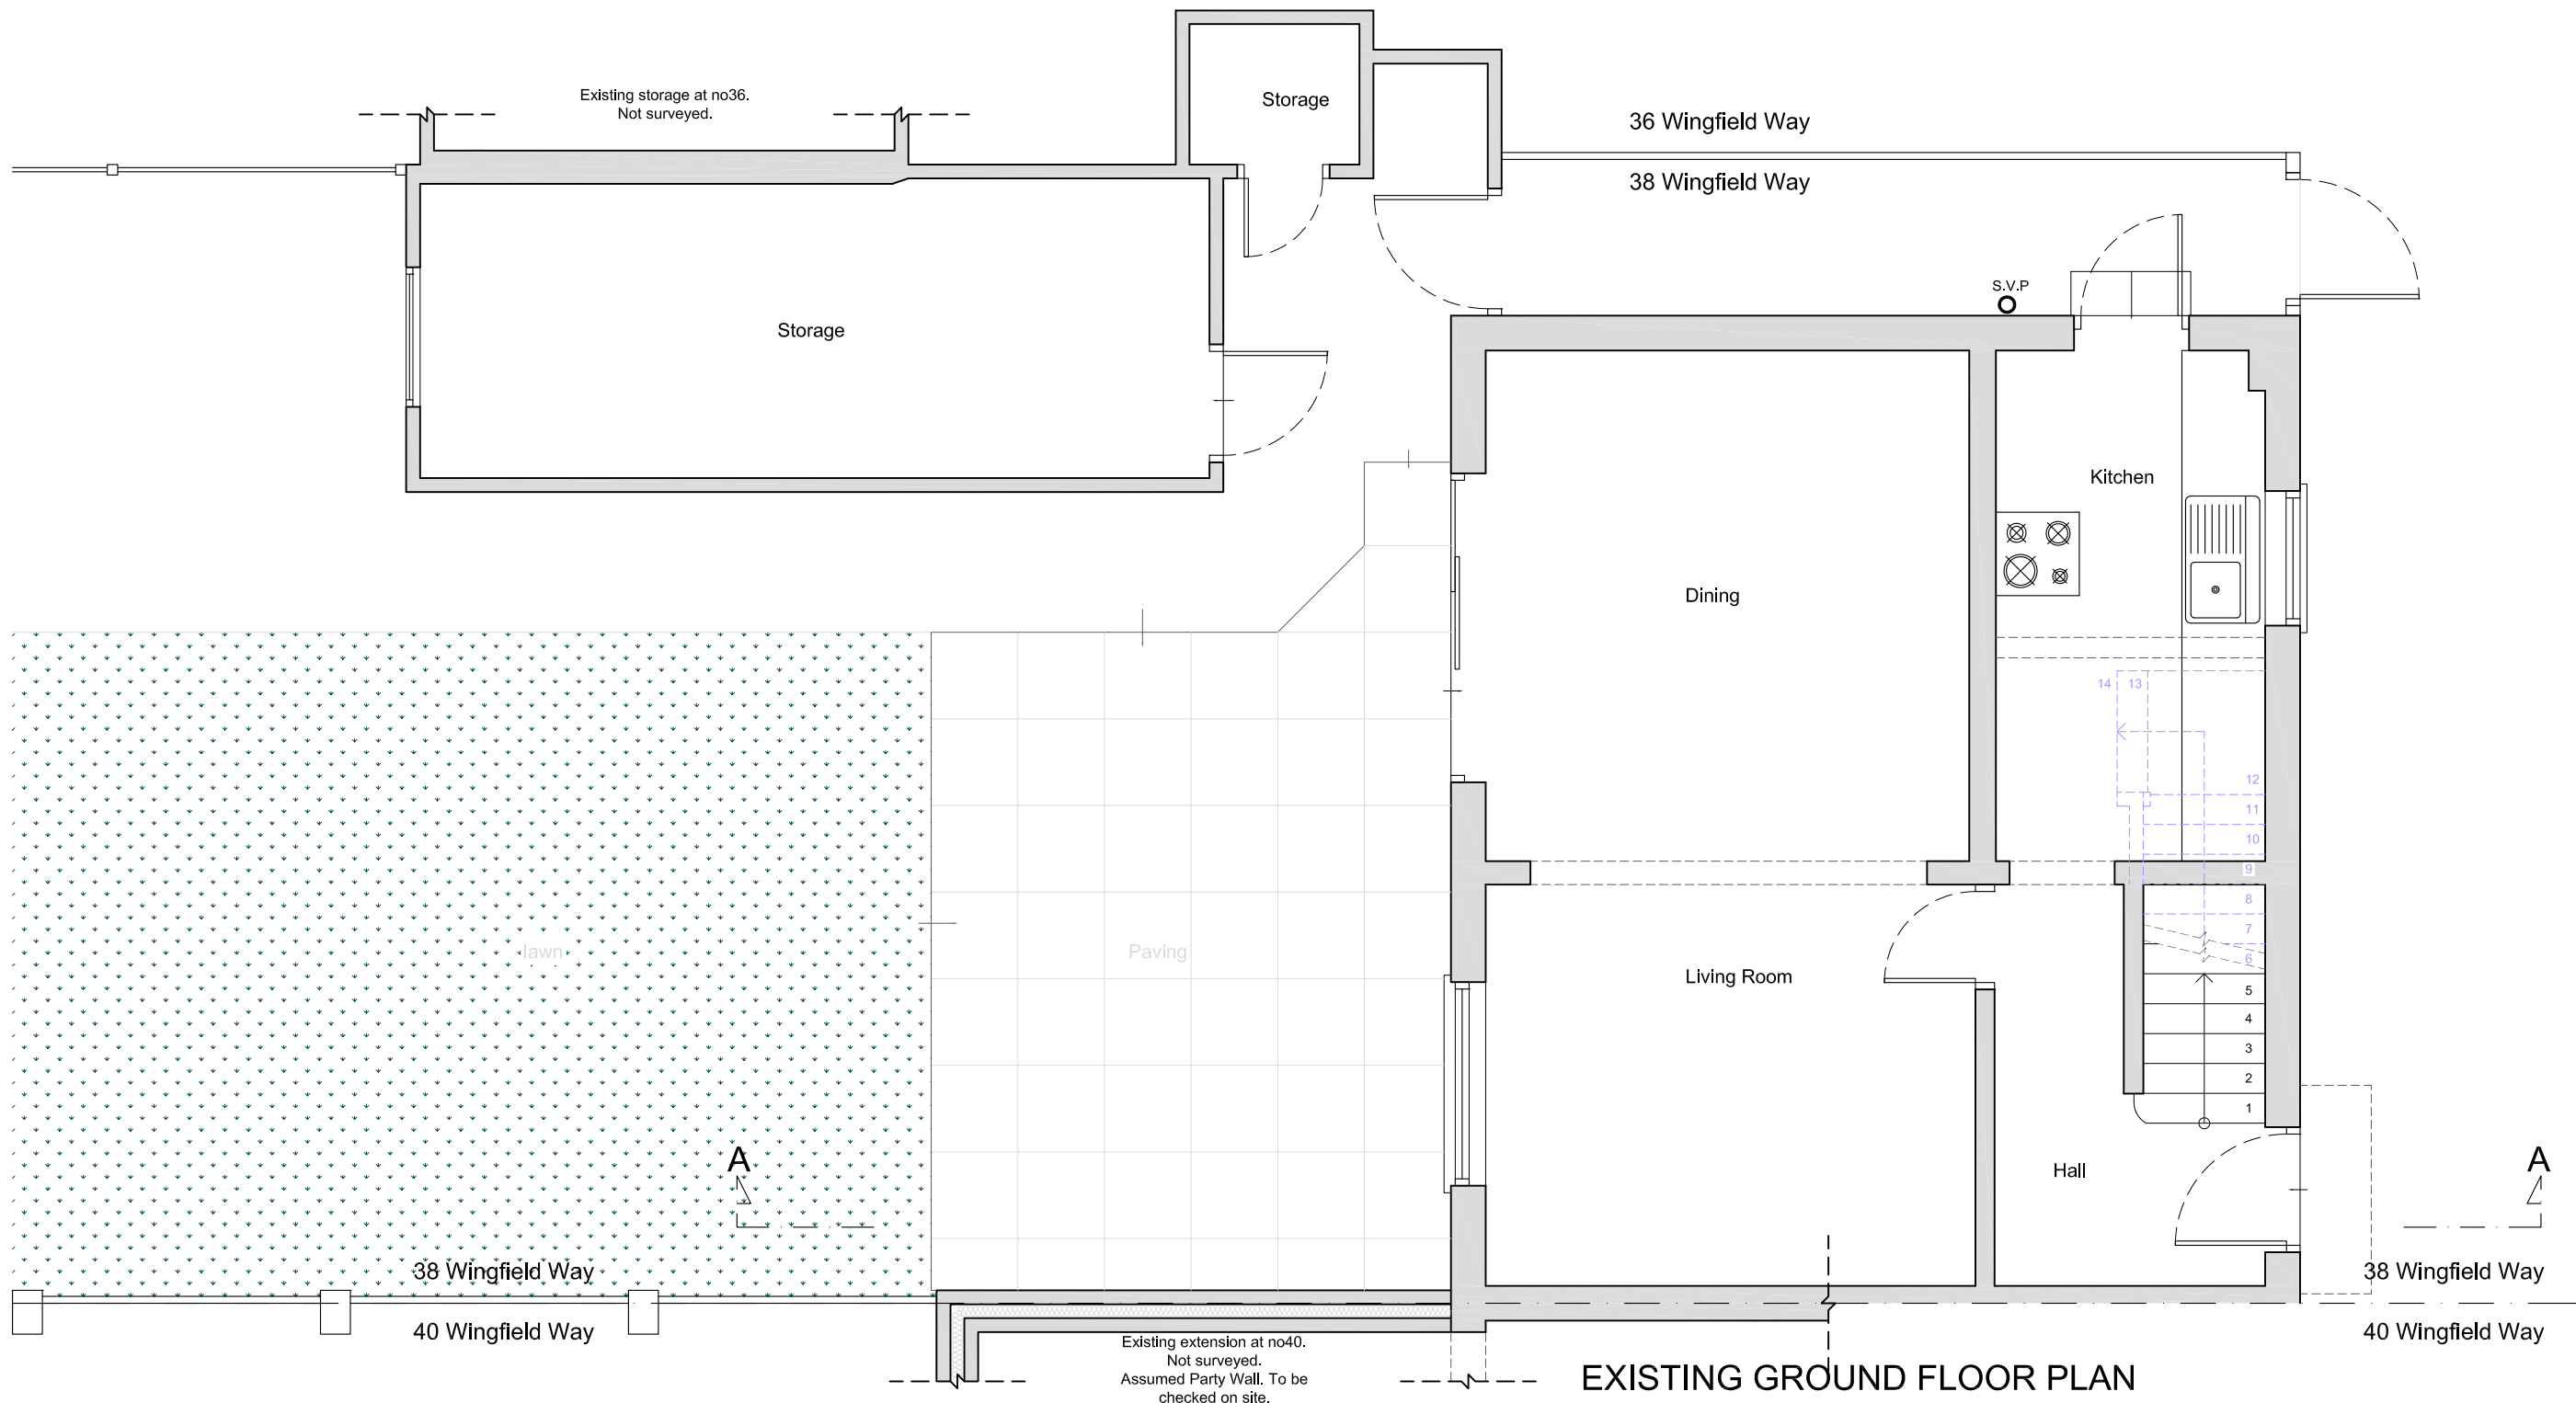 Existing storage at no36.
Not surveyed.
Storage
36 Wingfield Way
38 Wingfield Way
S.V.P
Storage
Kitchen
Dining
14 13
12
11
10
9
8
7
6
5
4
3
2
1
lawn
Paving
Living Room
Hall
A
A
38 Wingfield Way
38 Wingfield Way
40 Wingfield Way
40 Wingfield Way
Existing extension at no40.
Not surveyed.
Assumed Party Wall. To be
checked on site.
EXISTING GROUND FLOOR PLAN